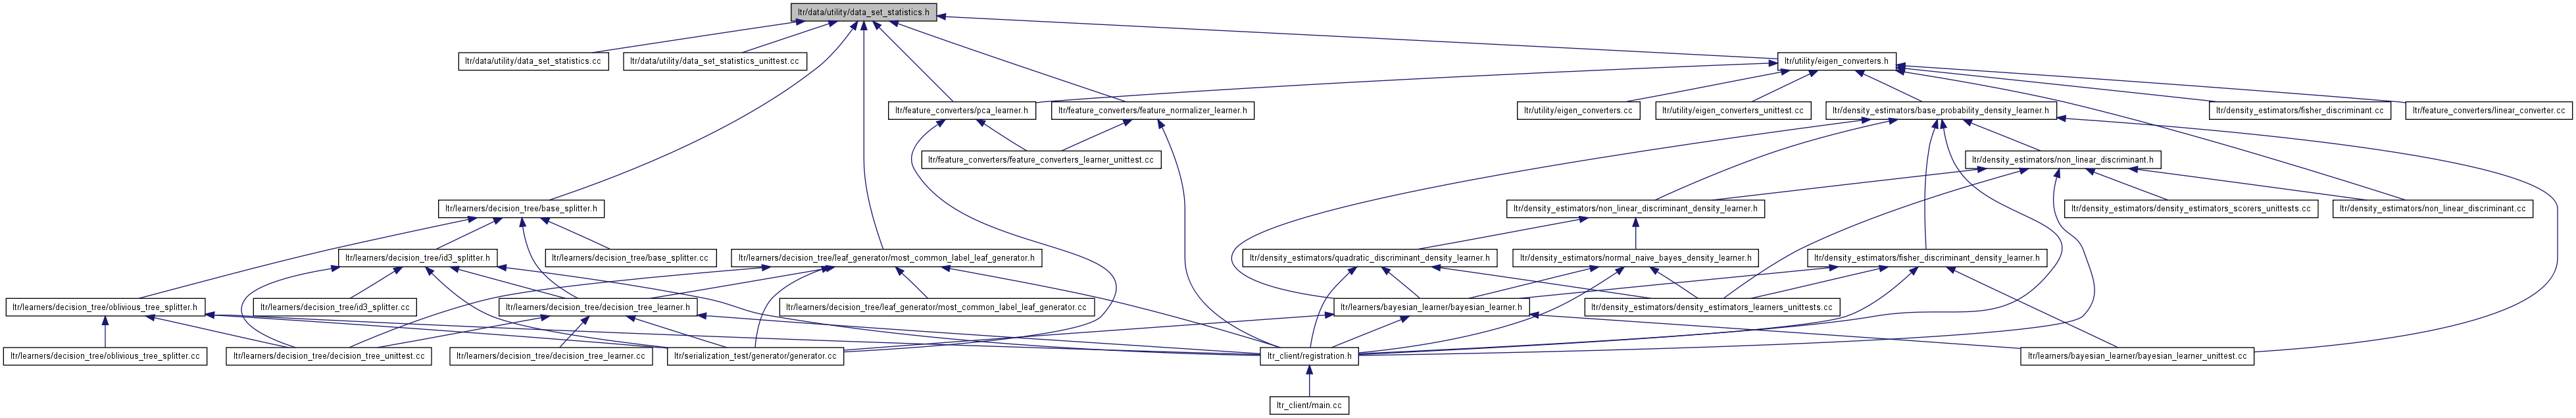 ltr/data/utility/data_set_statistics.h
ltr/data/utility/data_set_statistics.cc
ltr/data/utility/data_set_statistics_unittest.cc
ltr/utility/eigen_converters.h
ltr/feature_converters/pca_learner.h
ltr/feature_converters/feature_normalizer_learner.h
ltr/utility/eigen_converters.cc
ltr/utility/eigen_converters_unittest.cc
ltr/density_estimators/base_probability_density_learner.h
ltr/density_estimators/fisher_discriminant.cc
ltr/feature_converters/linear_converter.cc
ltr/feature_converters/feature_converters_learner_unittest.cc
ltr/density_estimators/non_linear_discriminant.h
ltr/learners/decision_tree/base_splitter.h
ltr/density_estimators/non_linear_discriminant_density_learner.h
ltr/density_estimators/density_estimators_scorers_unittests.cc
ltr/density_estimators/non_linear_discriminant.cc
ltr/learners/decision_tree/id3_splitter.h
ltr/learners/decision_tree/base_splitter.cc
ltr/learners/decision_tree/leaf_generator/most_common_label_leaf_generator.h
ltr/density_estimators/quadratic_discriminant_density_learner.h
ltr/density_estimators/normal_naive_bayes_density_learner.h
ltr/density_estimators/fisher_discriminant_density_learner.h
ltr/learners/decision_tree/oblivious_tree_splitter.h
ltr/learners/decision_tree/id3_splitter.cc
ltr/learners/decision_tree/decision_tree_learner.h
ltr/learners/decision_tree/leaf_generator/most_common_label_leaf_generator.cc
ltr/learners/bayesian_learner/bayesian_learner.h
ltr/density_estimators/density_estimators_learners_unittests.cc
ltr/learners/decision_tree/oblivious_tree_splitter.cc
ltr/learners/decision_tree/decision_tree_unittest.cc
ltr/learners/decision_tree/decision_tree_learner.cc
ltr/serialization_test/generator/generator.cc
ltr_client/registration.h
ltr/learners/bayesian_learner/bayesian_learner_unittest.cc
ltr_client/main.cc